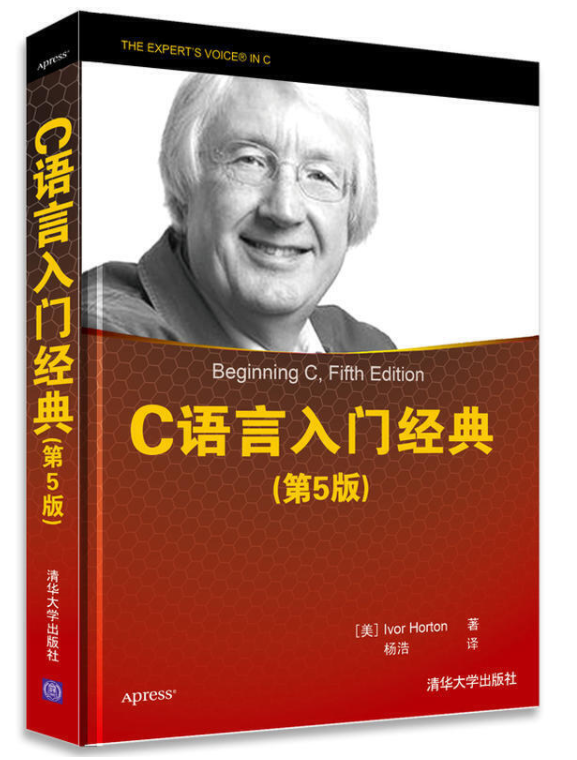 Apress®
C语言入门经典(第5版)
清华大学出版社
THE EXPERT'S VOICE® IN C
Beginning C, Fifth Edition
C语言入门经典
(第5版)
[美] Ivor Horton 著
杨浩 译
Apress®
清华大学出版社